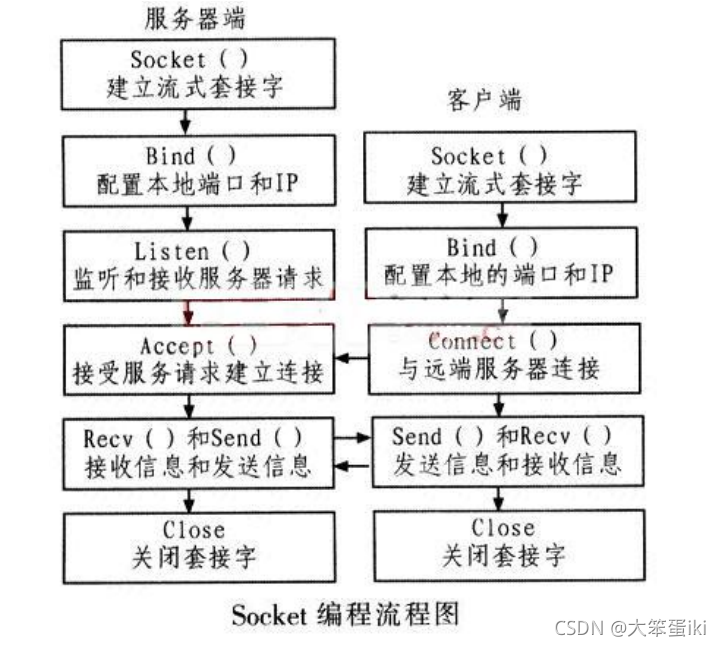 服务器端
Socket ( )
建立流式套接字
Bind ( )
配置本地端口和IP
Listen ( )
监听和接收服务器请求
Accept ( )
接受服务请求建立连接
Recv ( ) 和Send ( )
接收信息和发送信息
Close
关闭套接字
客户端
Socket ( )
建立流式套接字
Bind ( )
配置本地的端口和IP
Connect ( )
与远端服务器连接
Send ( ) 和Recv ( )
发送信息和接收信息
Close
关闭套接字
Socket 编程流程图
CSDN @大笨蛋iki